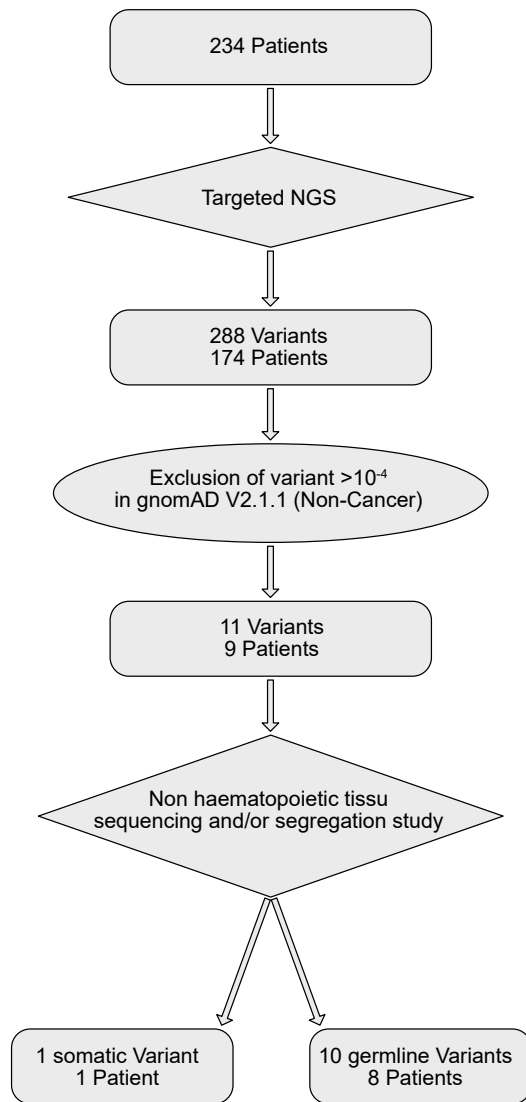 234 Patients
Targeted NGS
288 Variants
174 Patients
Exclusion of variant >10⁻⁴
in gnomAD V2.1.1 (Non-Cancer)
11 Variants
9 Patients
Non haematopoietic tissu
sequencing and/or segregation study
1 somatic Variant
1 Patient
10 germline Variants
8 Patients